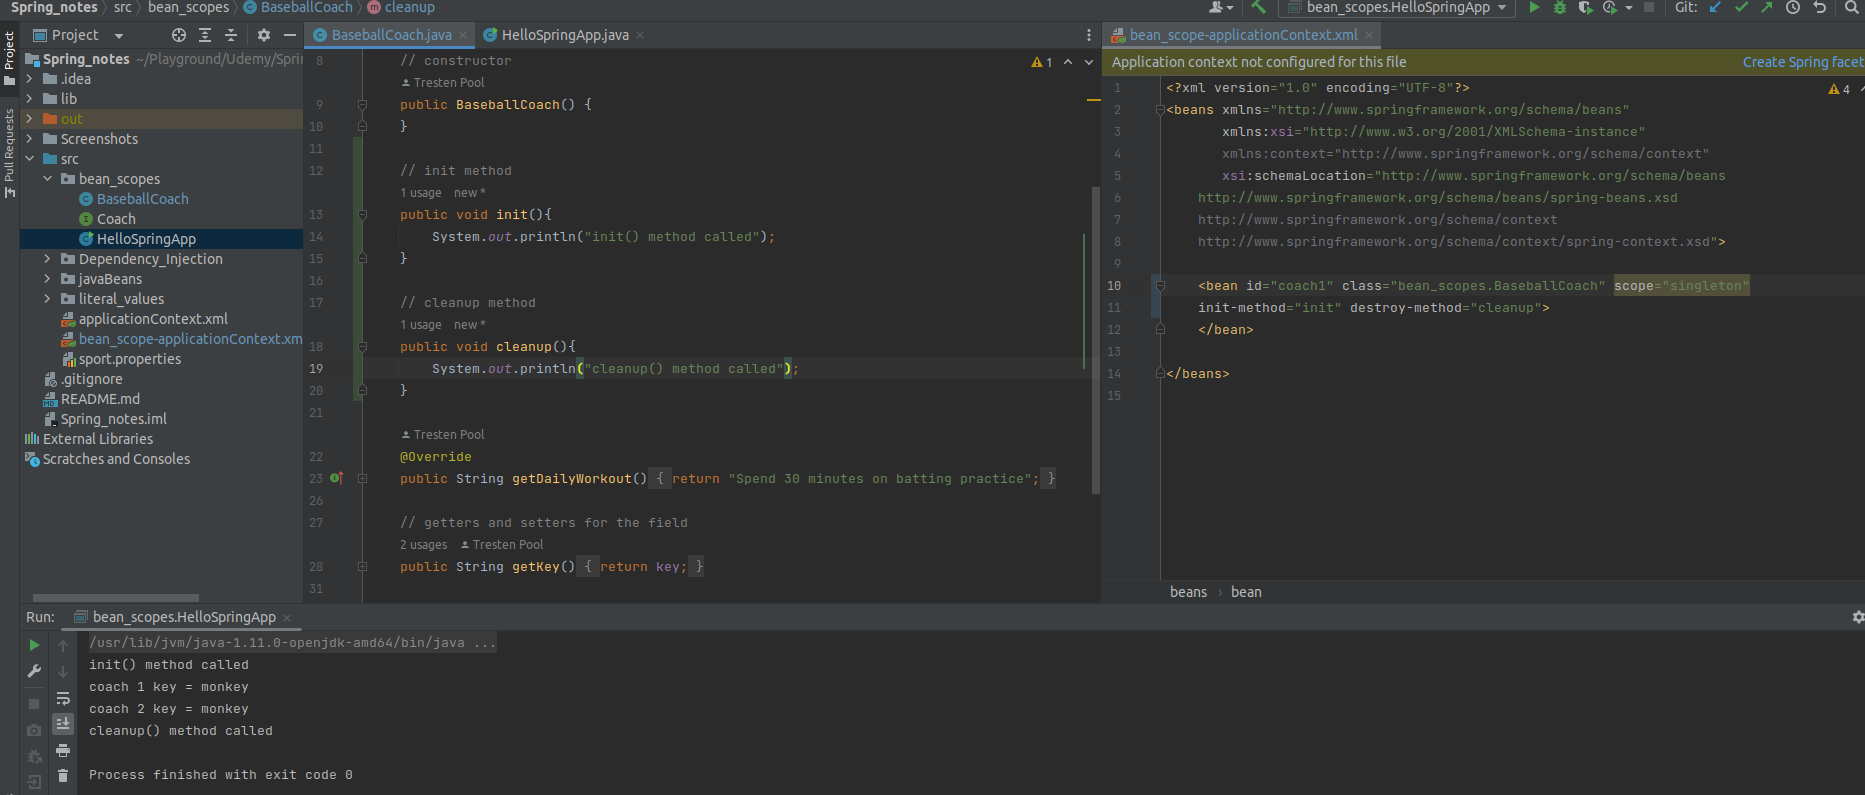 Spring_notes › src › bean_scopes › BaseballCoach › cleanup
bean_scopes.HelloSpringApp
Git:
Project
Pull Requests
Project
Spring_notes ~/Playground/Udemy/Sprin
.idea
lib
out
Screenshots
src
bean_scopes
BaseballCoach
Coach
HelloSpringApp
Dependency_Injection
javaBeans
literal_values
applicationContext.xml
bean_scope-applicationContext.xm
sport.properties
.gitignore
README.md
Spring_notes.iml
External Libraries
Scratches and Consoles
BaseballCoach.java
HelloSpringApp.java
1
8 // constructor
Tresten Pool
9 public BaseballCoach() {
10 }
11
12 // init method
1 usage new *
13 public void init(){
14 System.out.println("init() method called");
15 }
16
17 // cleanup method
1 usage new *
18 public void cleanup(){
19 System.out.println("cleanup() method called");
20 }
21
Tresten Pool
22 @Override
23 public String getDailyWorkout() { return "Spend 30 minutes on batting practice"; }
26
27 // getters and setters for the field
2 usages Tresten Pool
28 public String getKey() { return key; }
31
bean_scope-applicationContext.xml
Application context not configured for this file Create Spring facet
4
1 <?xml version="1.0" encoding="UTF-8"?>
2 <beans xmlns="http://www.springframework.org/schema/beans"
3 xmlns:xsi="http://www.w3.org/2001/XMLSchema-instance"
4 xmlns:context="http://www.springframework.org/schema/context"
5 xsi:schemaLocation="http://www.springframework.org/schema/beans
6 http://www.springframework.org/schema/beans/spring-beans.xsd
7 http://www.springframework.org/schema/context
8 http://www.springframework.org/schema/context/spring-context.xsd">
9
10 <bean id="coach1" class="bean_scopes.BaseballCoach" scope="singleton"
11 init-method="init" destroy-method="cleanup">
12 </bean>
13
14 </beans>
15
beans › bean
Run: bean_scopes.HelloSpringApp
/usr/lib/jvm/java-1.11.0-openjdk-amd64/bin/java ...
init() method called
coach 1 key = monkey
coach 2 key = monkey
cleanup() method called
Process finished with exit code 0